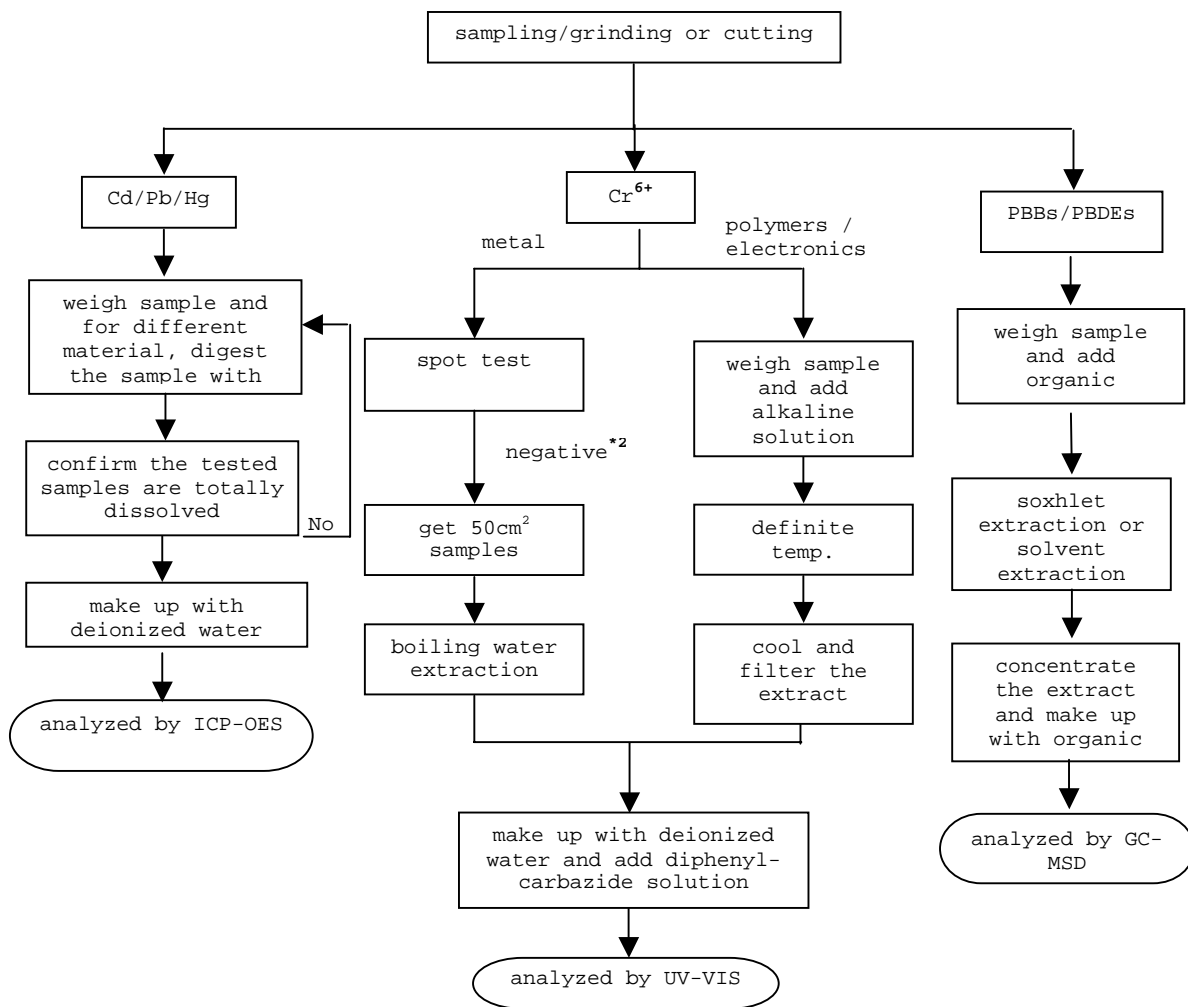 sampling/grinding or cutting
Cd/Pb/Hg
weigh sample and
for different
material, digest
the sample with
confirm the tested
samples are totally
dissolved
No
make up with
deionized water
analyzed by ICP-OES
Cr⁶⁺
metal
spot test
negative*²
get 50cm²
samples
boiling water
extraction
polymers /
electronics
weigh sample
and add
alkaline
solution
definite
temp.
cool and
filter the
extract
make up with deionized
water and add diphenyl-
carbazide solution
analyzed by UV-VIS
PBBs/PBDEs
weigh sample
and add
organic
soxhlet
extraction or
solvent
extraction
concentrate
the extract
and make up
with organic
analyzed by GC-
MSD